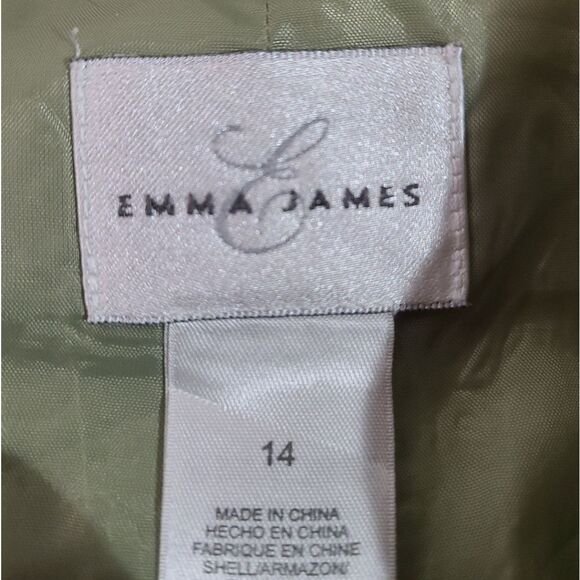 E
EMMA JAMES
14
MADE IN CHINA
HECHO EN CHINA
FABRIQUE EN CHINE
SHELL/ARMAZON/